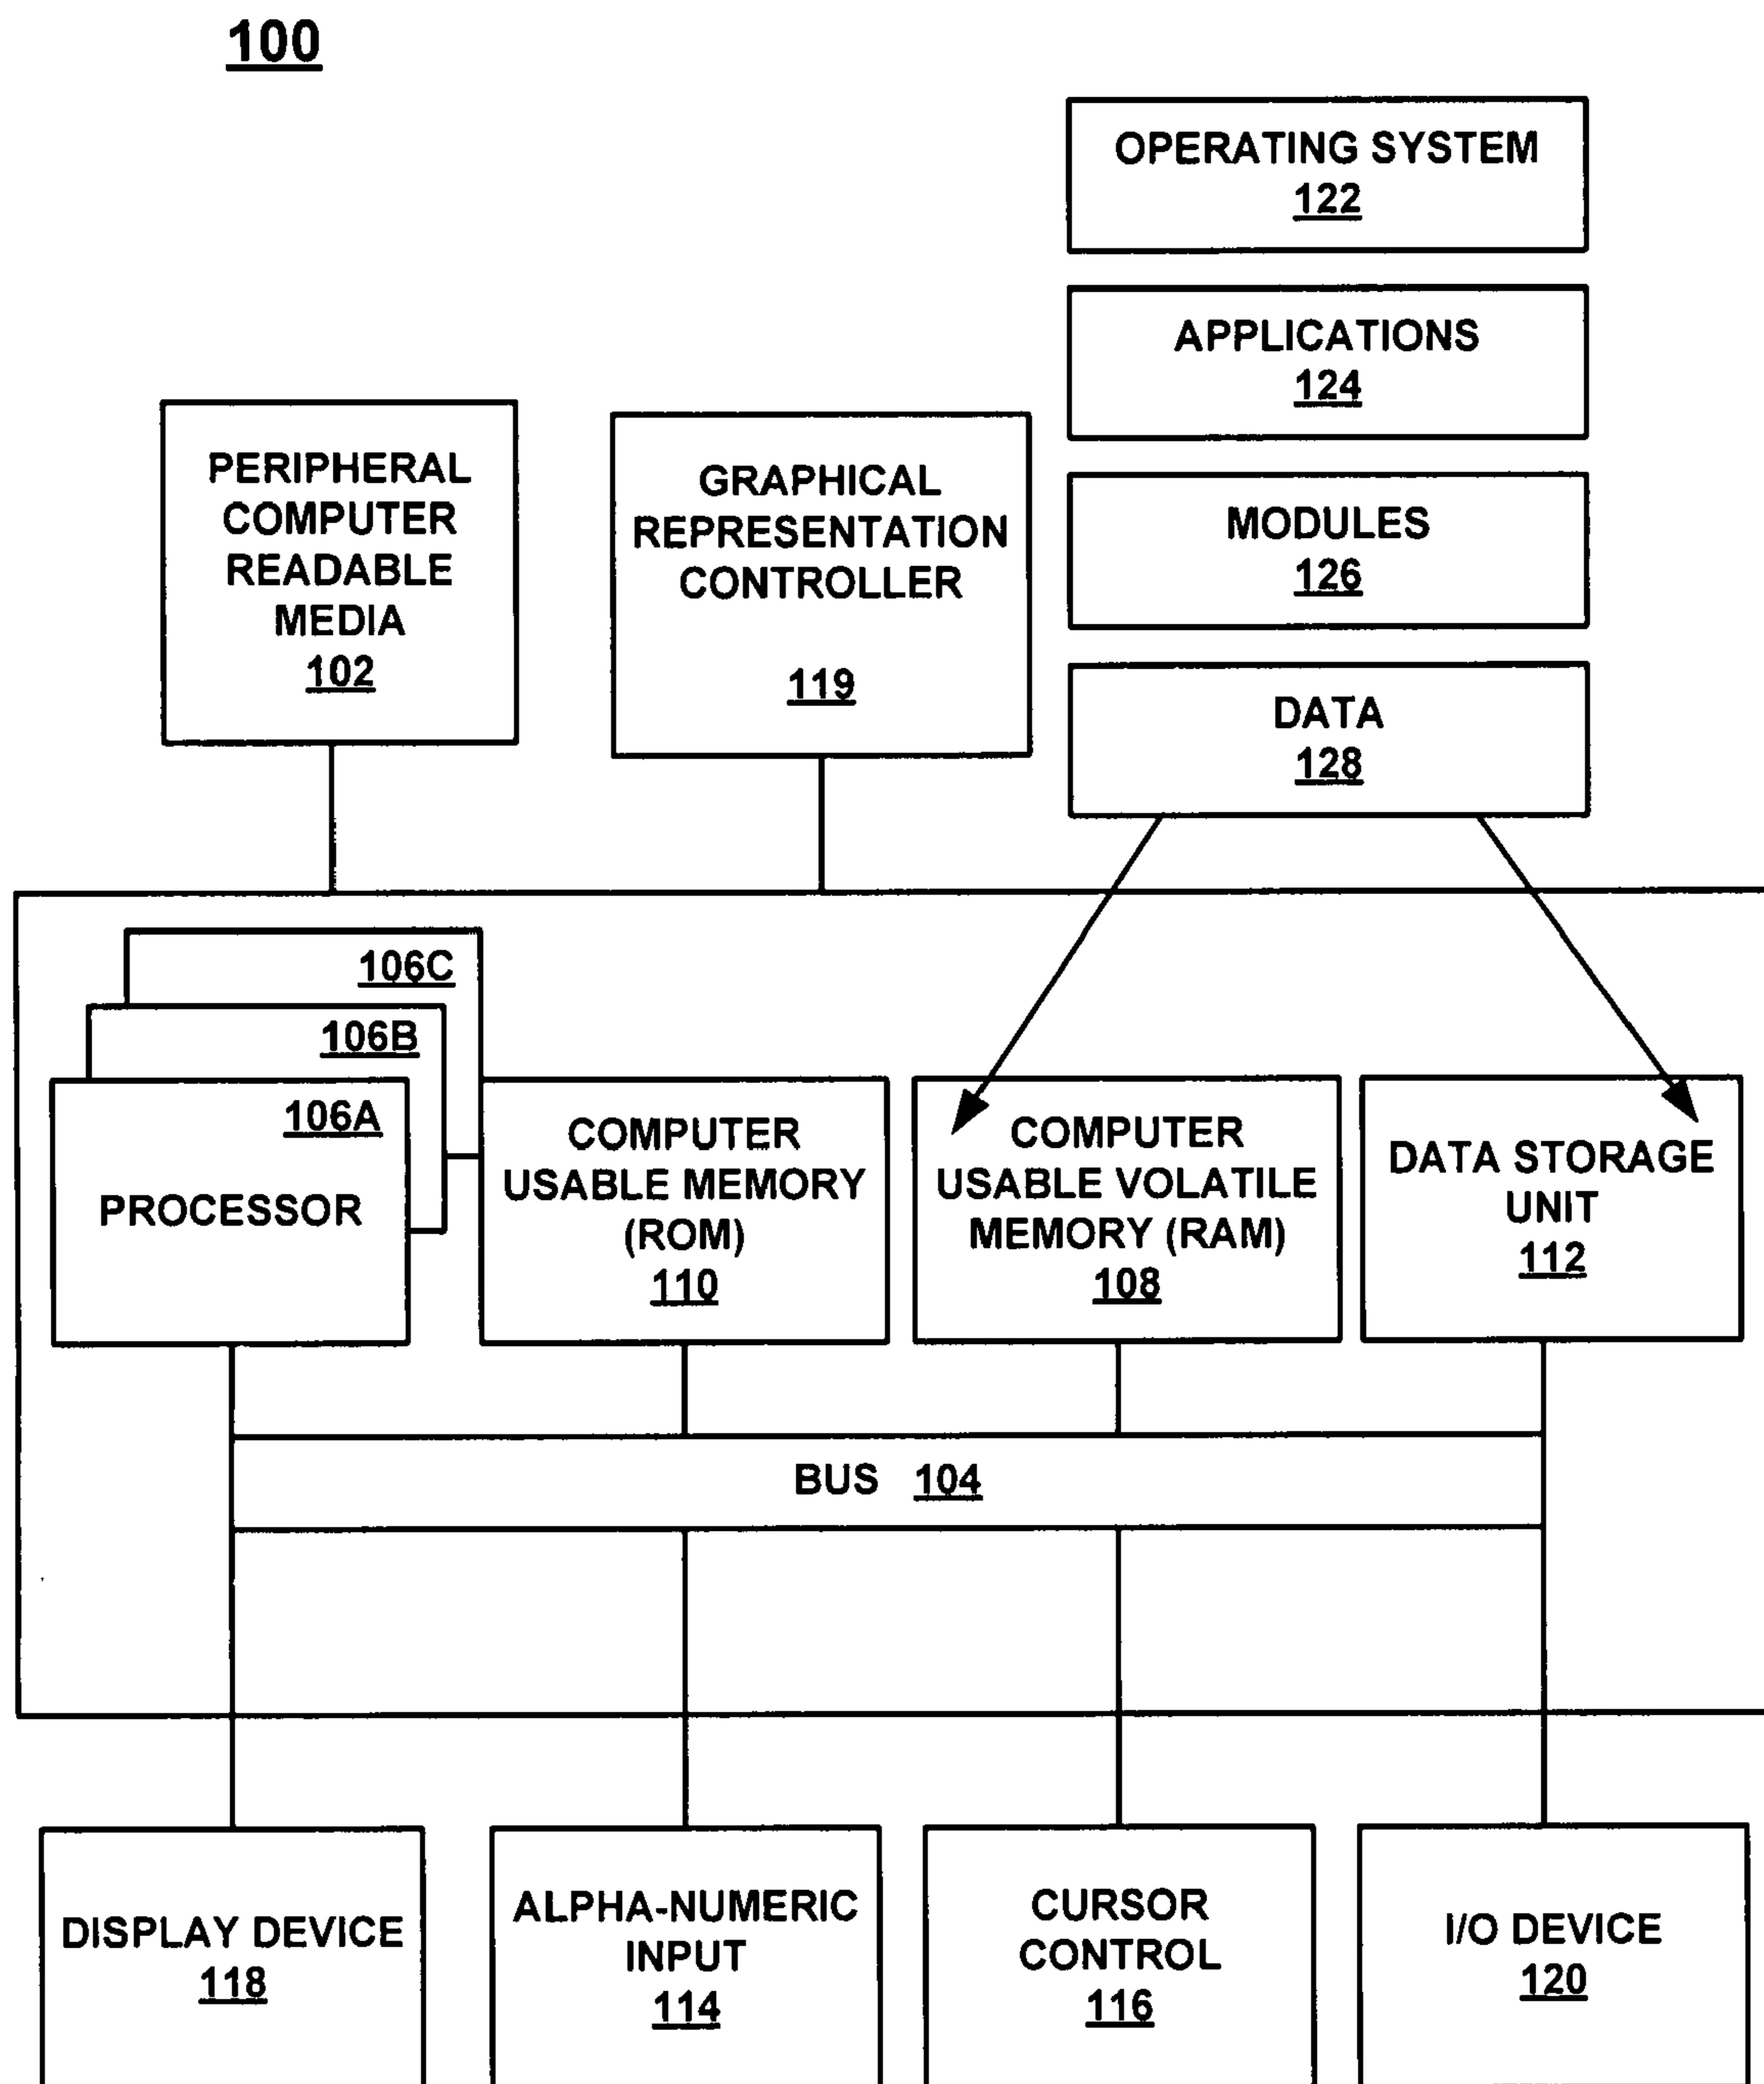 100
OPERATING SYSTEM
122
APPLICATIONS
124
PERIPHERAL
COMPUTER
READABLE
MEDIA
102
GRAPHICAL
REPRESENTATION
CONTROLLER
119
MODULES
126
DATA
128
106C
106B
106A
PROCESSOR
COMPUTER
USABLE MEMORY
(ROM)
110
COMPUTER
USABLE VOLATILE
MEMORY (RAM)
108
DATA STORAGE
UNIT
112
BUS 104
DISPLAY DEVICE
118
ALPHA-NUMERIC
INPUT
114
CURSOR
CONTROL
116
I/O DEVICE
120